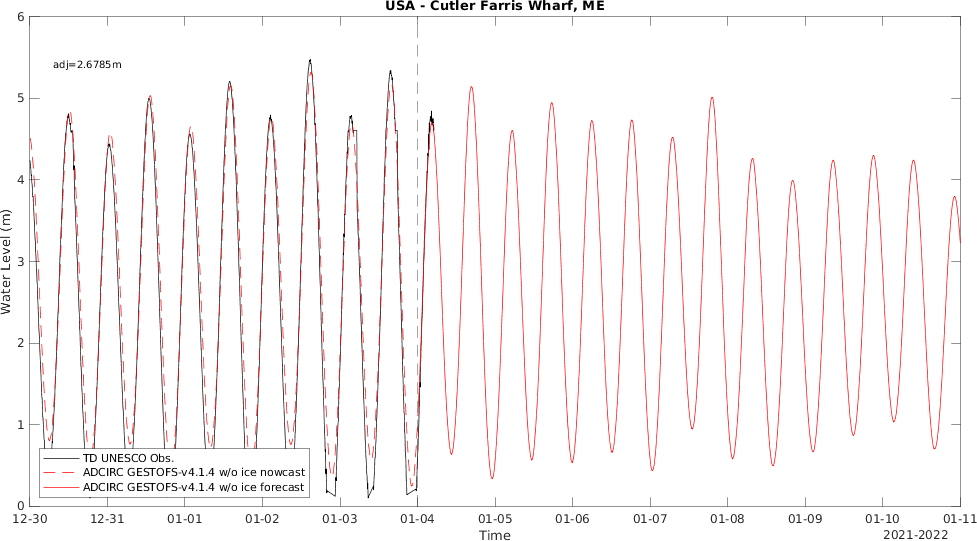 USA - Cutler Farris Wharf, ME
adj=2.6785m
6
5
4
3
2
1
0
Water Level (m)
TD UNESCO Obs.
ADCIRC GESTOFS-v4.1.4 w/o ice nowcast
ADCIRC GESTOFS-v4.1.4 w/o ice forecast
12-30 12-31 01-01 01-02 01-03 01-04 01-05 01-06 01-07 01-08 01-09 01-10 01-11
Time
2021-2022